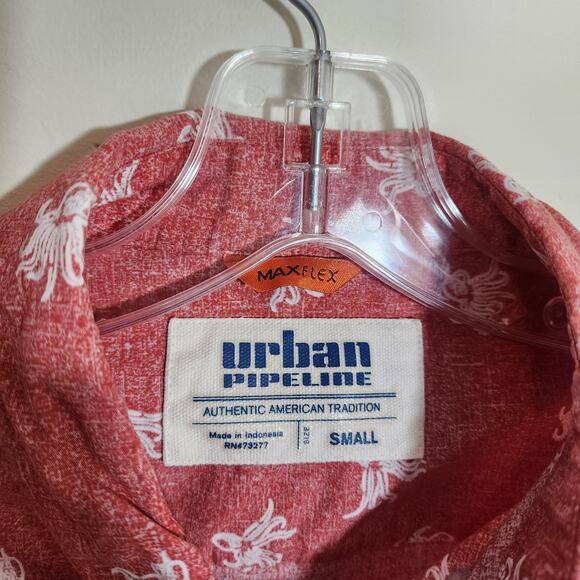 MAXFLEX
urban
PIPELINE
AUTHENTIC AMERICAN TRADITION
Made in Indonesia
RN#73277
SIZE
SMALL